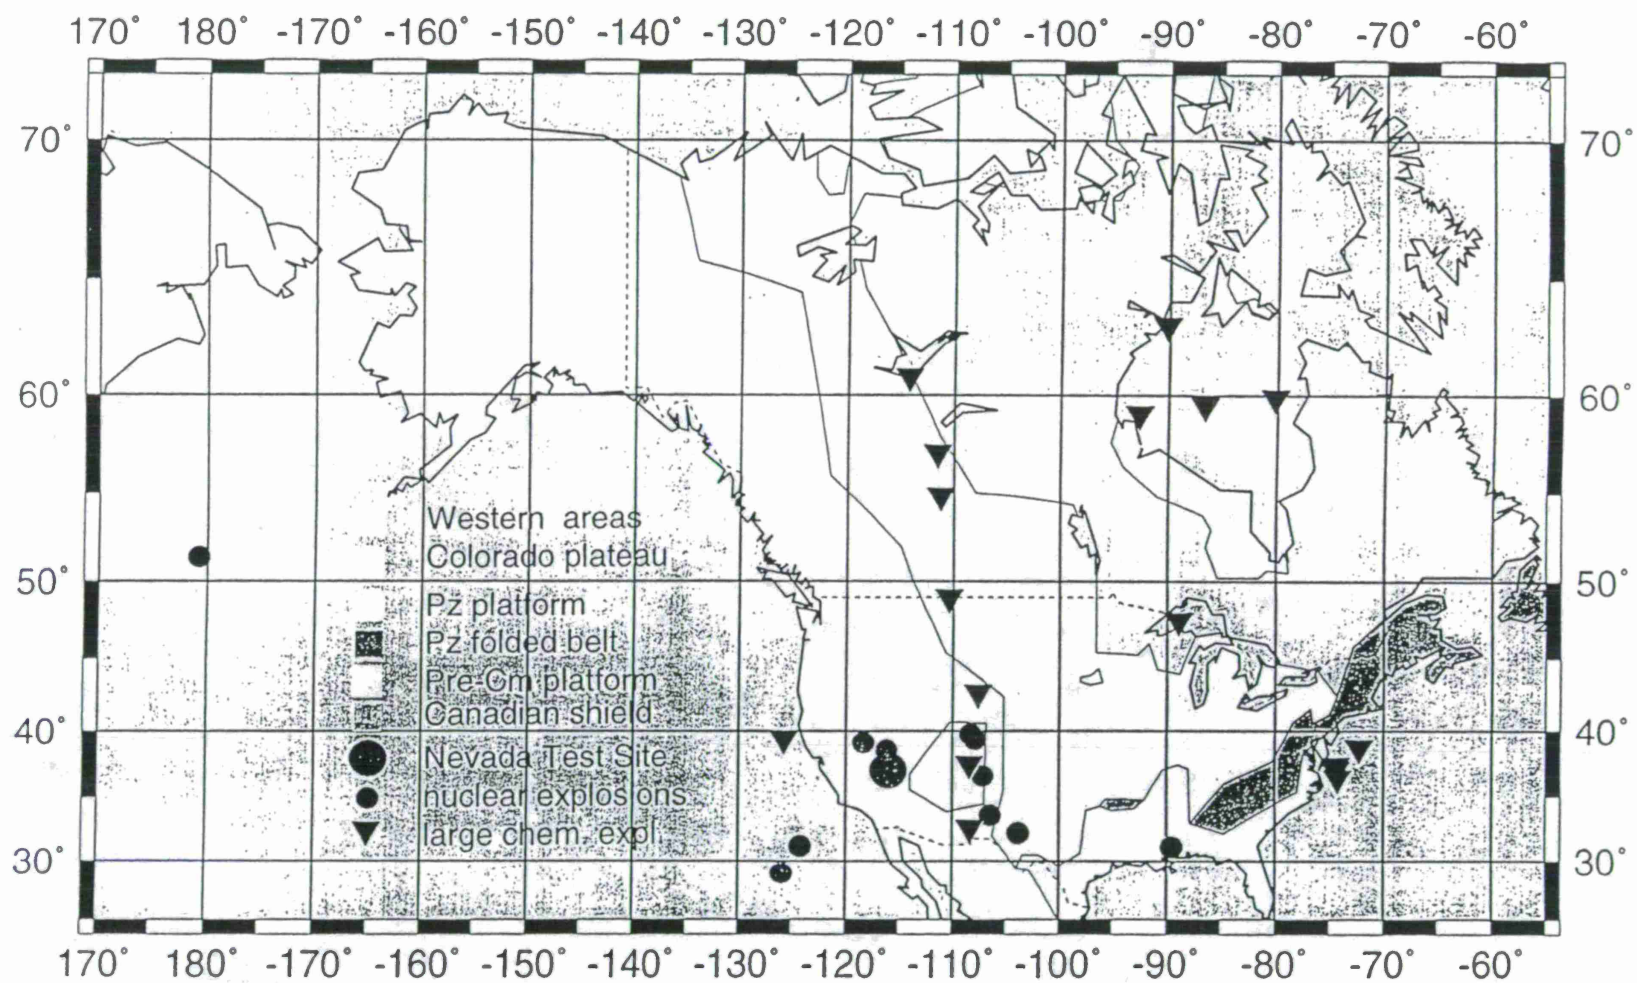 170° 180° -170° -160° -150° -140° -130° -120° -110° -100° -90° -80° -70° -60°
70° 70°
60° 60°
Western areas
Colorado plateau
50° 50°
Pz platform
Pz folded belt
Pre-Cm platform
Canadian shield
40° 40°
Nevada Test Site
nuclear explosions
large chem. expl.
30° 30°
170° 180° -170° -160° -150° -140° -130° -120° -110° -100° -90° -80° -70° -60°